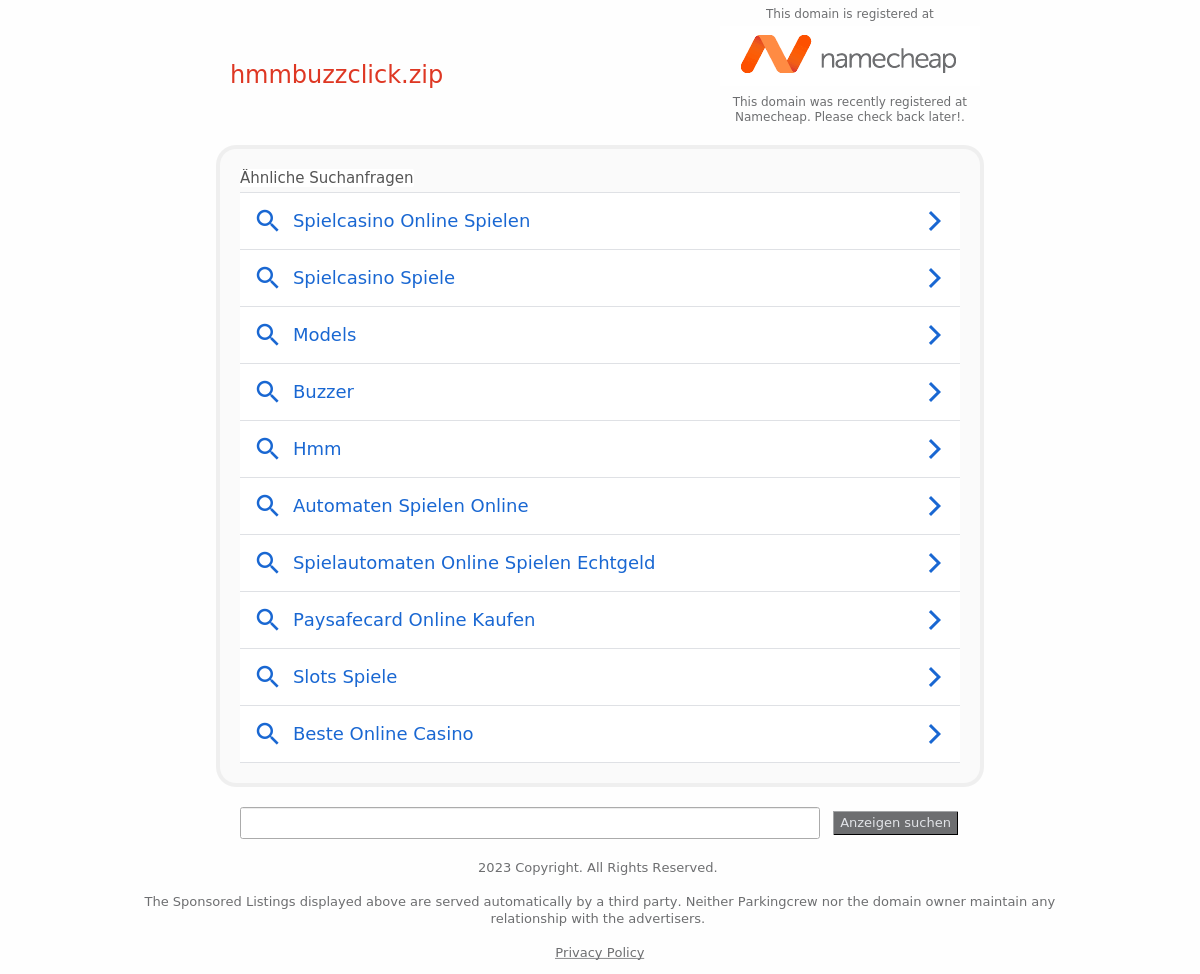 This domain is registered at
namecheap
hmmbuzzclick.zip
This domain was recently registered at
Namecheap. Please check back later!.
Ähnliche Suchanfragen
Spielcasino Online Spielen
Spielcasino Spiele
Models
Buzzer
Hmm
Automaten Spielen Online
Spielautomaten Online Spielen Echtgeld
Paysafecard Online Kaufen
Slots Spiele
Beste Online Casino
Anzeigen suchen
2023 Copyright. All Rights Reserved.
The Sponsored Listings displayed above are served automatically by a third party. Neither Parkingcrew nor the domain owner maintain any
relationship with the advertisers.
Privacy Policy